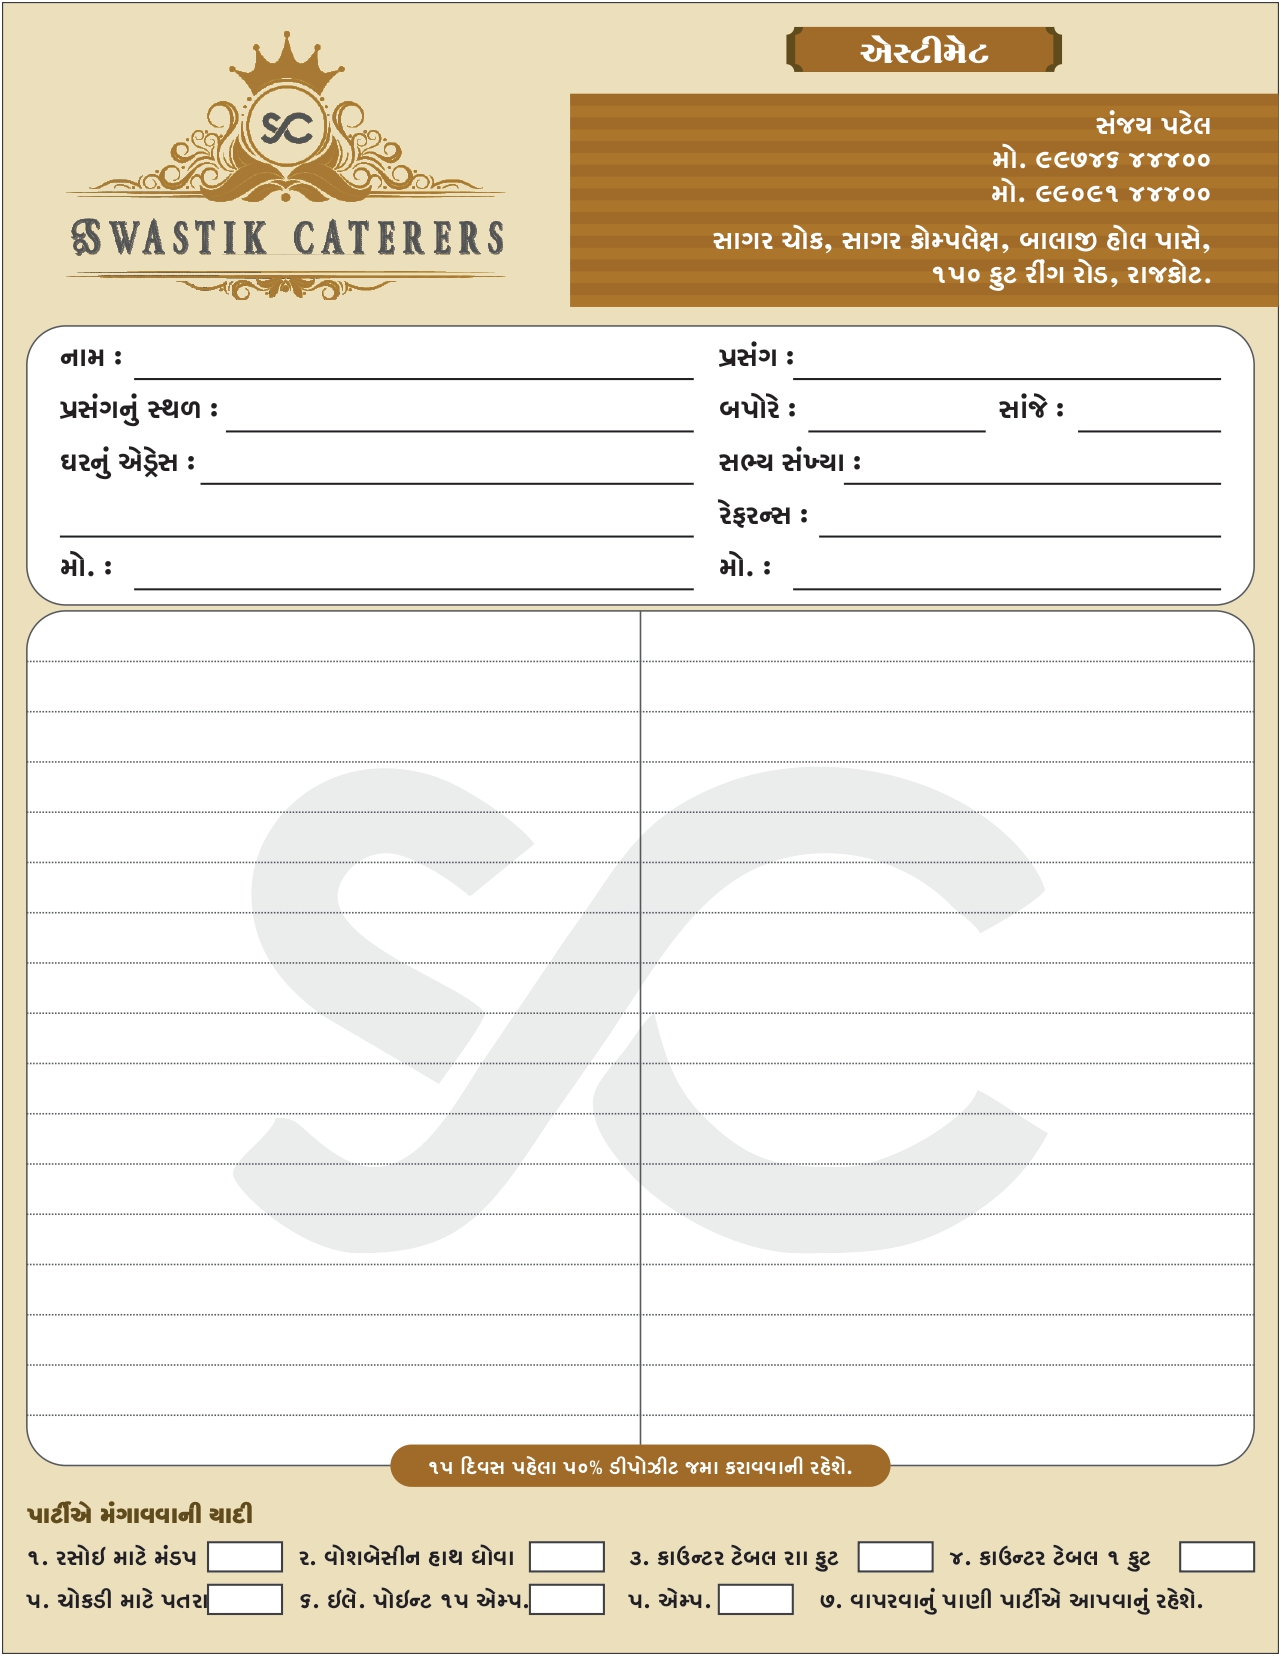 એસ્ટીમેટ
SC
SWASTIK CATERERS
સંજય પટેલ
મો. ૯૯૭૪૬ ૪૪૪૦૦
મો. ૯૯૦૯૧ ૪૪૪૦૦
સાગર ચોક, સાગર કોમ્પલેક્ષ, બાલાજી હોલ પાસે,
૧૫૦ ફુટ રીંગ રોડ, રાજકોટ.
નામ : પ્રસંગ :
પ્રસંગનું સ્થળ : બપોરે : સાંજે :
ઘરનું એડ્રેસ : સભ્ય સંખ્યા :
રેફરન્સ :
મો. : મો. :
SC
૧૫ દિવસ પહેલા ૫૦% ડીપોઝીટ જમા કરાવવાની રહેશે.
પાર્ટીએ મંગાવવાની યાદી
૧. રસોઇ માટે મંડપ ૨. વોશબેસીન હાથ ધોવા ૩. કાઉન્ટર ટેબલ ૨ાા ફુટ ૪. કાઉન્ટર ટેબલ ૧ ફુટ
૫. ચોકડી માટે પતરા ૬. ઇલે. પોઇન્ટ ૧૫ એમ્પ. ૫. એમ્પ. ૭. વાપરવાનું પાણી પાર્ટીએ આપવાનું રહેશે.